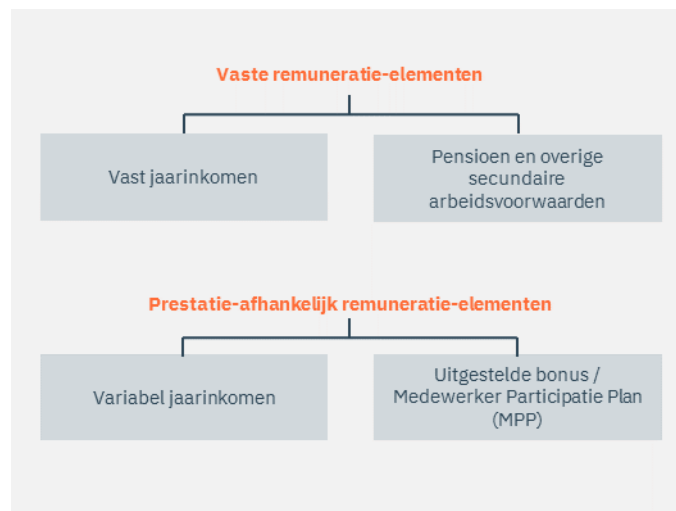 Vaste remuneratie-elementen
Vast jaarinkomen
Pensioen en overige
secundaire
arbeidsvoorwaarden
Prestatie-afhankelijk remuneratie-elementen
Variabel jaarinkomen
Uitgestelde bonus /
Medewerker Participatie Plan
(MPP)